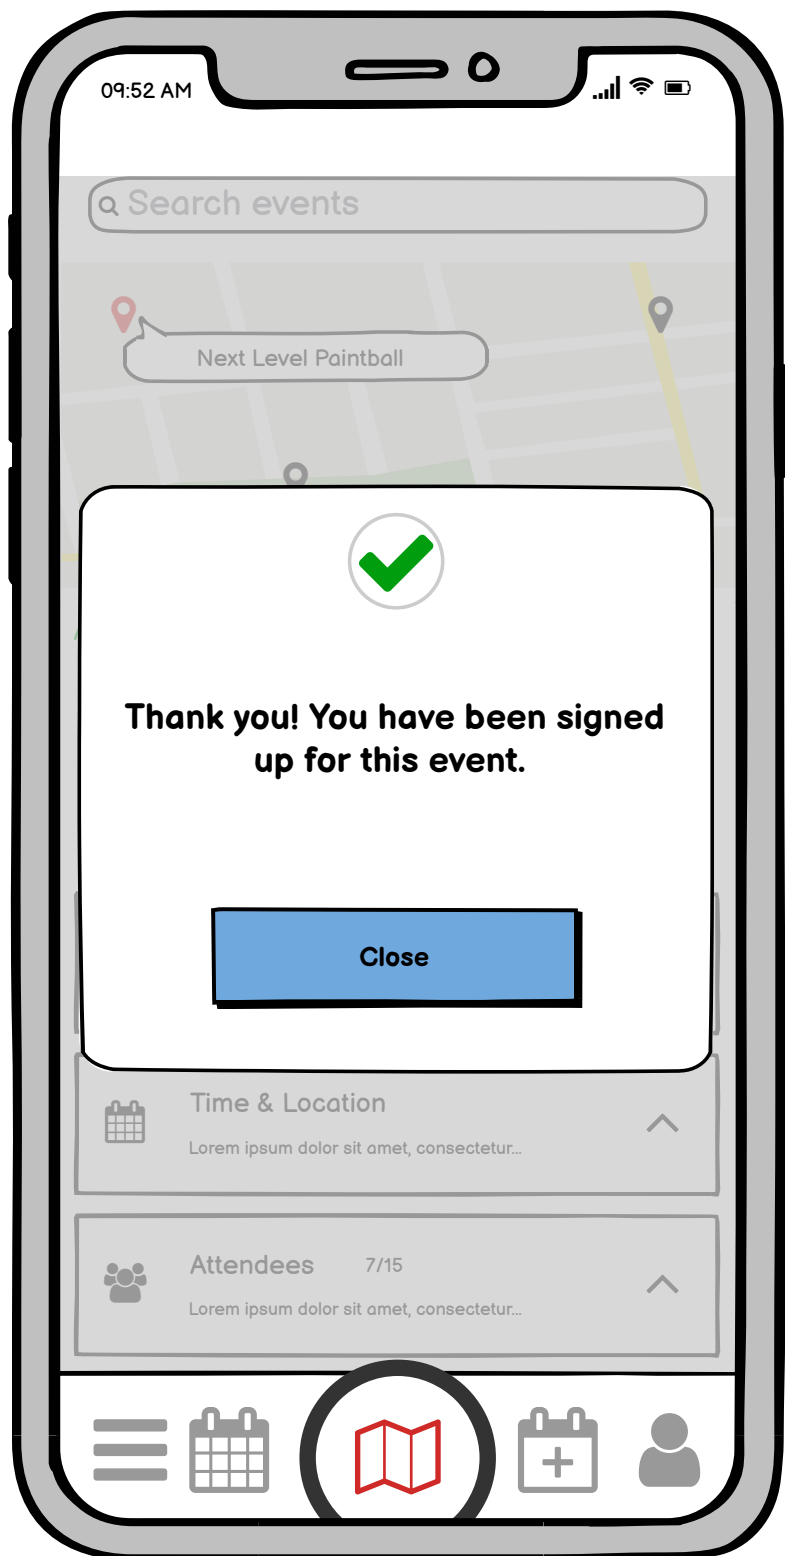 09:52 AM
Search events
Next Level Paintball
Thank you! You have been signed
up for this event.
Close
Time & Location
Lorem ipsum dolor sit amet, consectetur...
Attendees 7/15
Lorem ipsum dolor sit amet, consectetur...